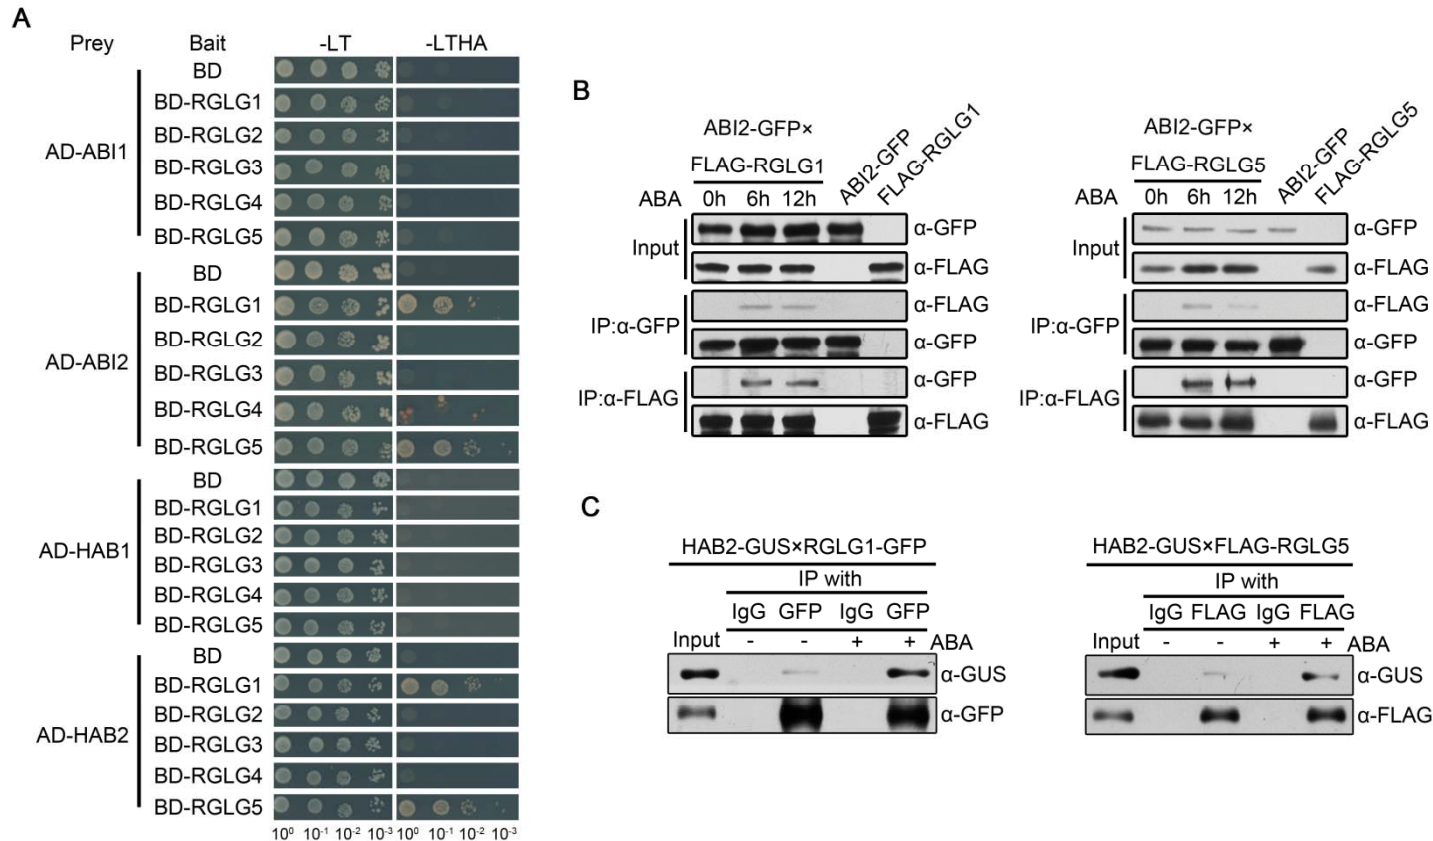 A
Prey Bait -LT -LTHA
BD
BD-RGLG1
BD-RGLG2
AD-ABI1
BD-RGLG3
BD-RGLG4
BD-RGLG5
BD
BD-RGLG1
BD-RGLG2
AD-ABI2
BD-RGLG3
BD-RGLG4
BD-RGLG5
BD
BD-RGLG1
BD-RGLG2
AD-HAB1
BD-RGLG3
BD-RGLG4
BD-RGLG5
BD
BD-RGLG1
BD-RGLG2
AD-HAB2
BD-RGLG3
BD-RGLG4
BD-RGLG5
10⁰ 10⁻¹ 10⁻² 10⁻³ 10⁰ 10⁻¹ 10⁻² 10⁻³
B
ABI2-GFP×
FLAG-RGLG1
ABI2-GFP
FLAG-RGLG1
ABA 0h 6h 12h
Input
α-GFP
α-FLAG
IP:α-GFP
α-FLAG
α-GFP
IP:α-FLAG
α-GFP
α-FLAG
ABI2-GFP×
FLAG-RGLG5
ABI2-GFP
FLAG-RGLG5
ABA 0h 6h 12h
Input
α-GFP
α-FLAG
IP:α-GFP
α-FLAG
α-GFP
IP:α-FLAG
α-GFP
α-FLAG
C
HAB2-GUS×RGLG1-GFP
IP with
IgG GFP IgG GFP
Input - - + + ABA
α-GUS
α-GFP
HAB2-GUS×FLAG-RGLG5
IP with
IgG FLAG IgG FLAG
Input - - + + ABA
α-GUS
α-FLAG